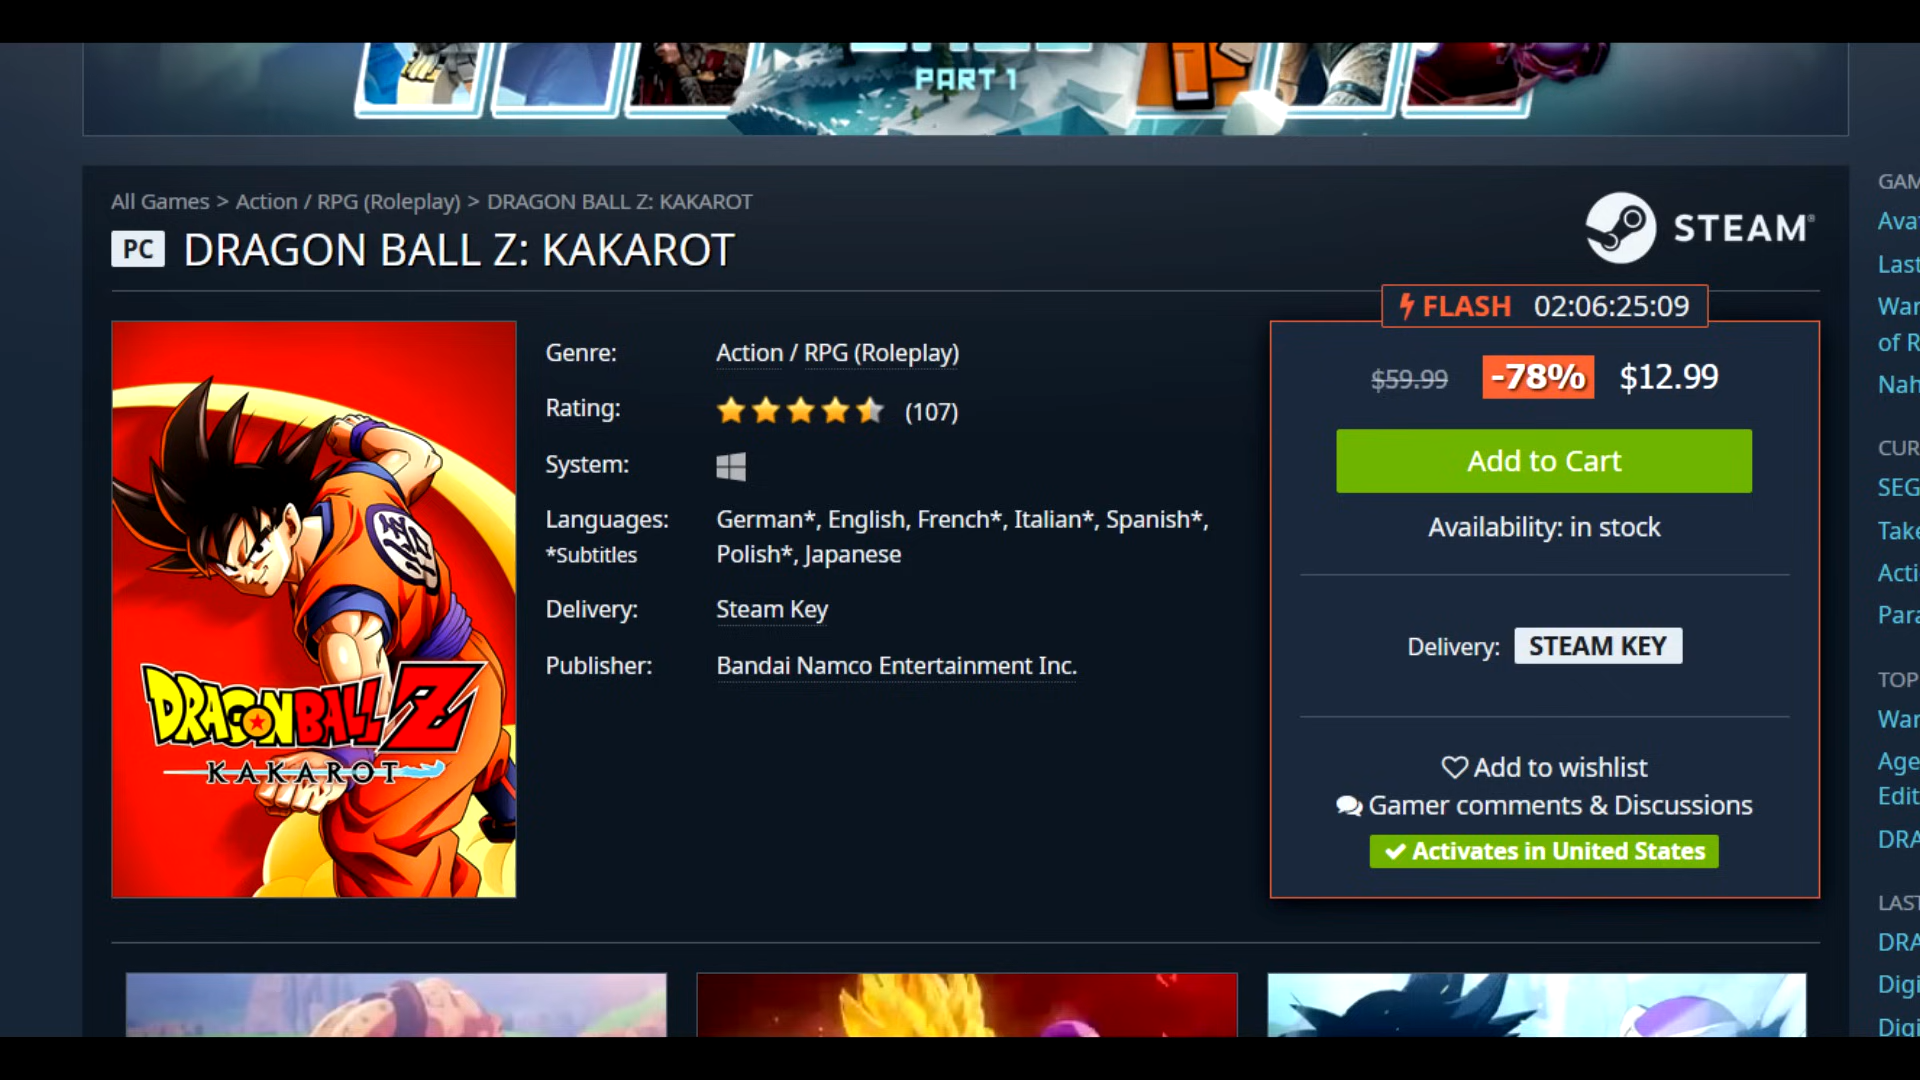 PART 1
All Games > Action / RPG (Roleplay) > DRAGON BALL Z: KAKAROT
PC DRAGON BALL Z: KAKAROT
STEAM®
FLASH 02:06:25:09
$59.99 -78% $12.99
Add to Cart
Availability: in stock
Delivery: STEAM KEY
Add to wishlist
Gamer comments & Discussions
Activates in United States
Genre: Action / RPG (Roleplay)
Rating: (107)
System:
Languages: German*, English, French*, Italian*, Spanish*,
*Subtitles Polish*, Japanese
Delivery: Steam Key
Publisher: Bandai Namco Entertainment Inc.
DRAGON BALL Z
KAKAROT
GAM
Ava
Last
War
of R
Nah
CUR
SEG
Take
Acti
Para
TOP
War
Age
Edit
DRA
LAST
DRA
Digi
Digi